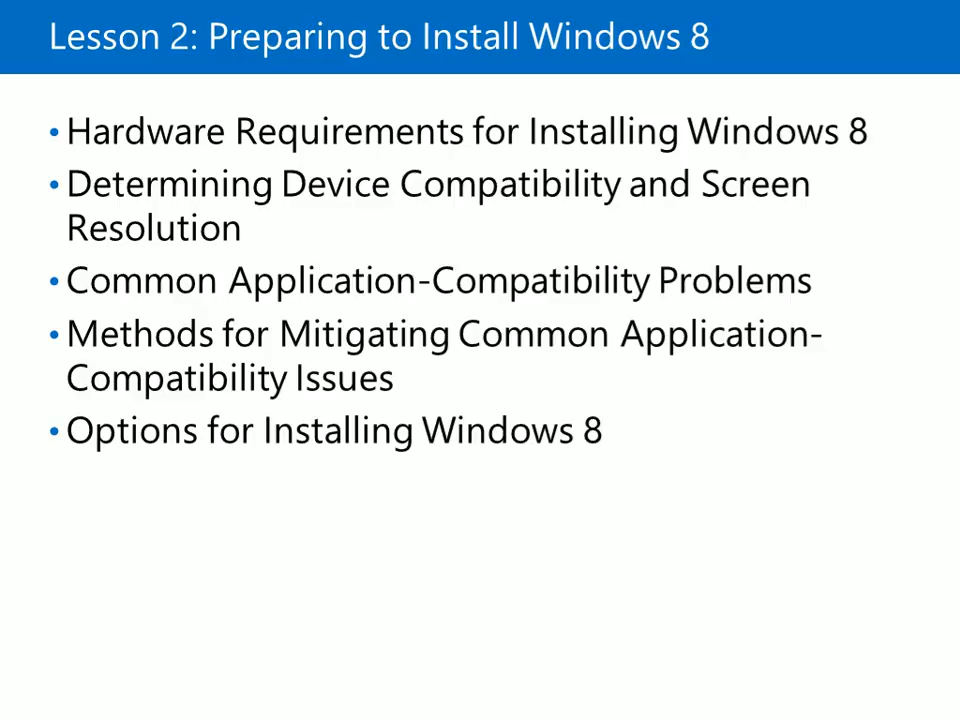 Lesson 2: Preparing to Install Windows 8
• Hardware Requirements for Installing Windows 8
• Determining Device Compatibility and Screen
Resolution
• Common Application-Compatibility Problems
• Methods for Mitigating Common Application-
Compatibility Issues
• Options for Installing Windows 8